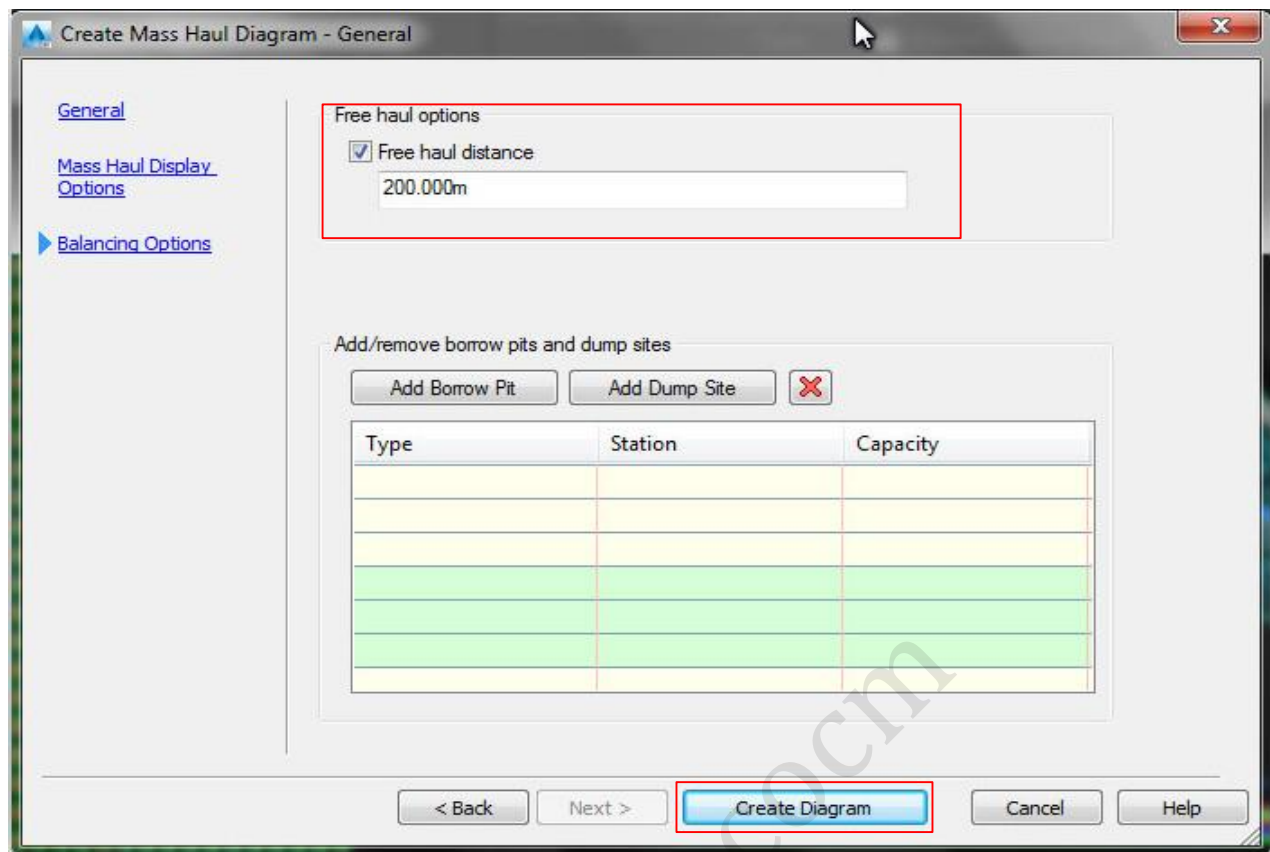 Create Mass Haul Diagram - General
General
Mass Haul Display
Options
Balancing Options
Free haul options
Free haul distance
200.000m
Add/remove borrow pits and dump sites
Add Borrow Pit
Add Dump Site
Type Station Capacity
< Back Next > Create Diagram Cancel Help
cocm